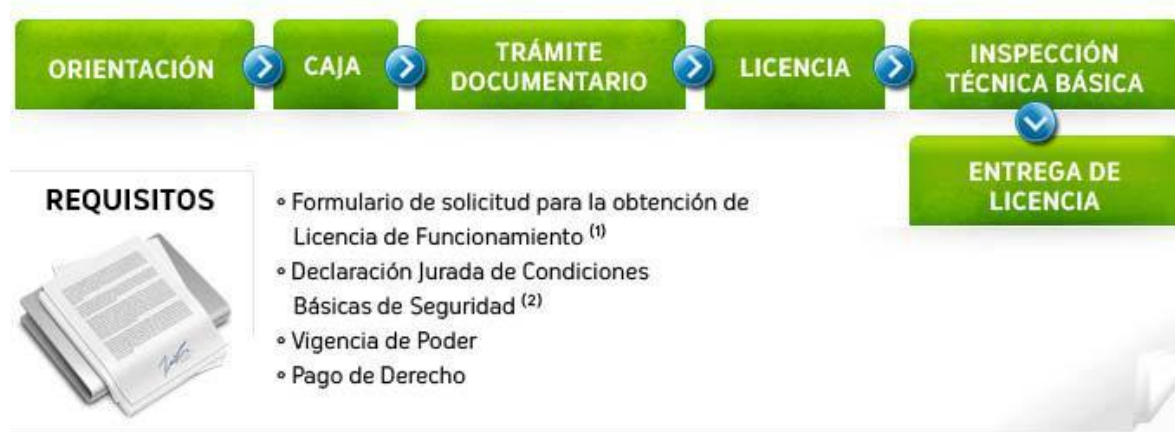 ORIENTACIÓN
CAJA
TRÁMITE
DOCUMENTARIO
LICENCIA
INSPECCIÓN
TÉCNICA BÁSICA
ENTREGA DE
LICENCIA
REQUISITOS
° Formulario de solicitud para la obtención de
Licencia de Funcionamiento (1)
° Declaración Jurada de Condiciones
Básicas de Seguridad (2)
° Vigencia de Poder
° Pago de Derecho